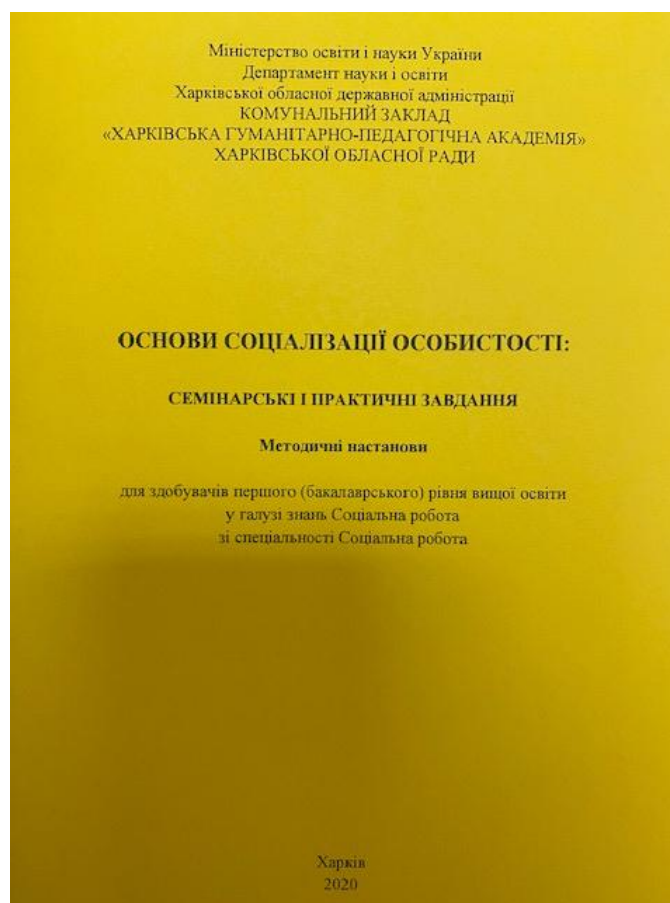 Міністерство освіти і науки України
Департамент науки і освіти
Харківської обласної державної адміністрації
КОМУНАЛЬНИЙ ЗАКЛАД
«ХАРКІВСЬКА ГУМАНІТАРНО-ПЕДАГОГІЧНА АКАДЕМІЯ»
ХАРКІВСЬКОЇ ОБЛАСНОЇ РАДИ
ОСНОВИ СОЦІАЛІЗАЦІЇ ОСОБИСТОСТІ:
СЕМІНАРСЬКІ І ПРАКТИЧНІ ЗАВДАННЯ
Методичні настанови
для здобувачів першого (бакалаврського) рівня вищої освіти
у галузі знань Соціальна робота
зі спеціальності Соціальна робота
Харків
2020